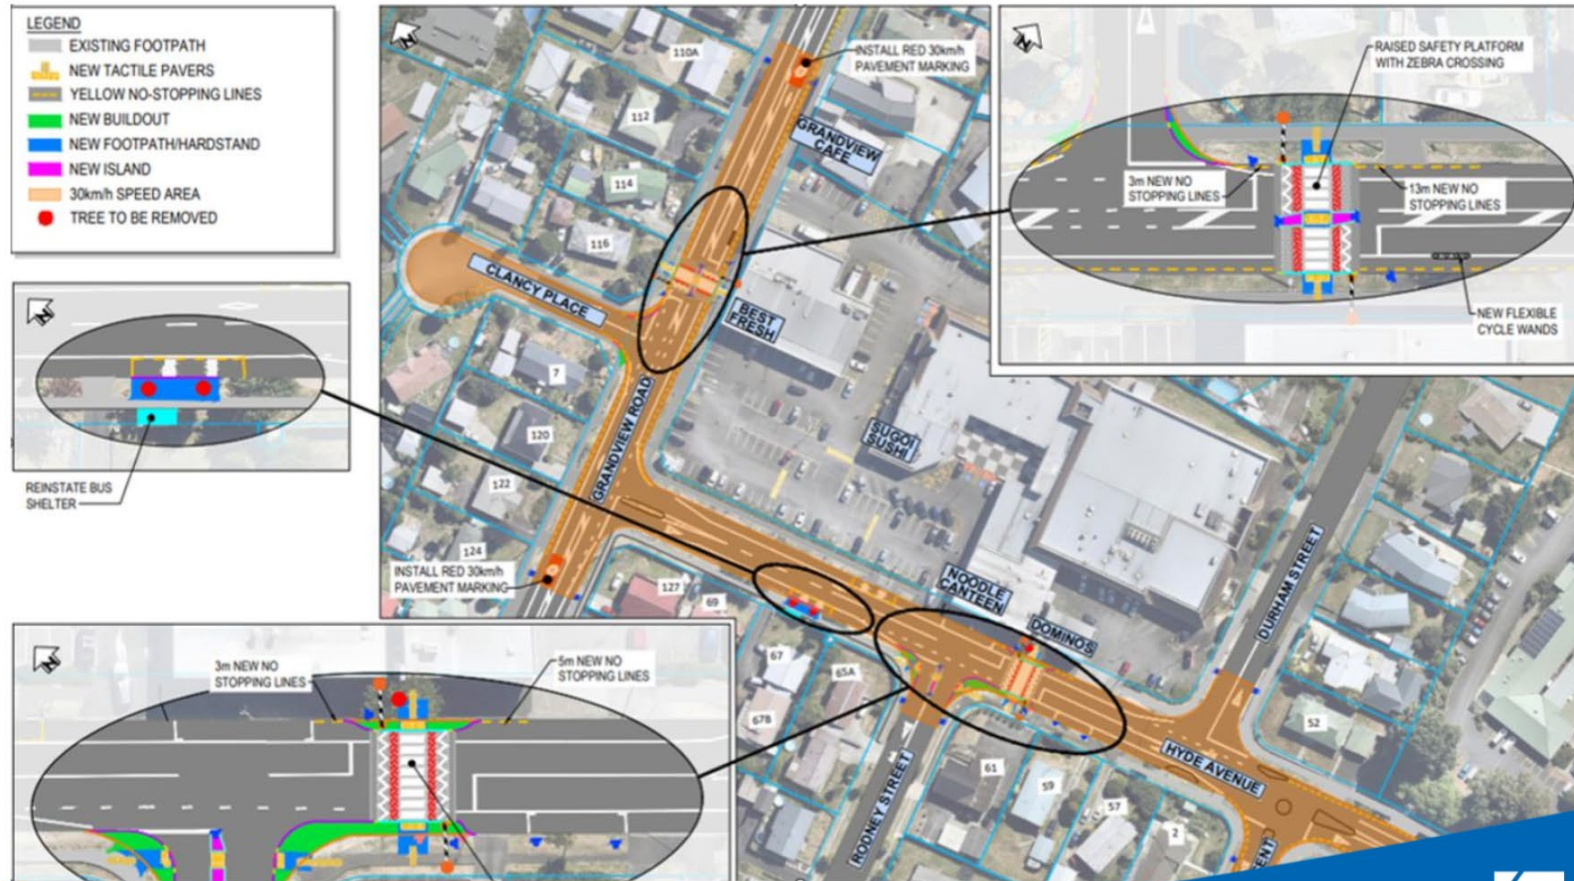 LEGEND
EXISTING FOOTPATH
NEW TACTILE PAVERS
YELLOW NO-STOPPING LINES
NEW BUILDOUT
NEW FOOTPATH/HARDSTAND
NEW ISLAND
30km/h SPEED AREA
TREE TO BE REMOVED
N
REINSTATE BUS
SHELTER
N
110A
INSTALL RED 30km/h
PAVEMENT MARKING
112
GRANDVIEW
CAFE
114
116
CLANCY PLACE
BEST
FRESH
7
GRANDVIEW ROAD
120
SUGOI
SUSHI
122
124
INSTALL RED 30km/h
PAVEMENT MARKING
127
69
NOODLE
CANTEEN
DOMINOS
DURHAM STREET
67
65A
67B
52
HYDE AVENUE
61
59
57
2
RODNEY STREET
ENT
N
RAISED SAFETY PLATFORM
WITH ZEBRA CROSSING
3m NEW NO
STOPPING LINES
13m NEW NO
STOPPING LINES
NEW FLEXIBLE
CYCLE WANDS
N
3m NEW NO
STOPPING LINES
5m NEW NO
STOPPING LINES